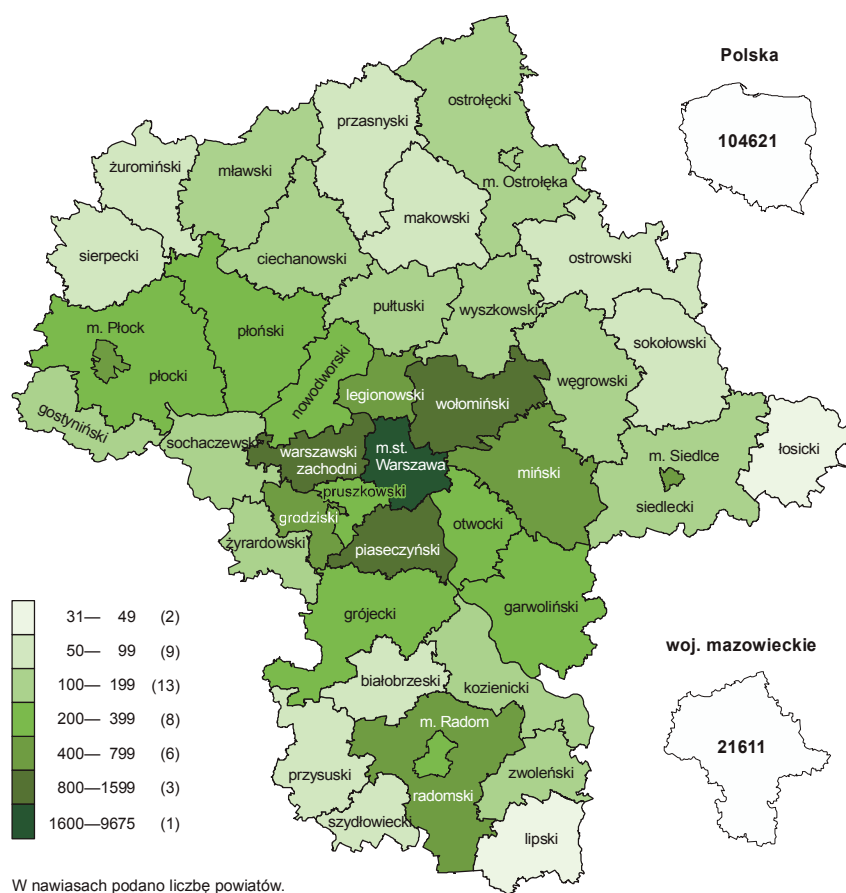 Polska
104621
ostrołęcki
przasnyski
żuromiński
mławski
m. Ostrołęka
makowski
sierpecki
ciechanowski
ostrowski
pułtuski
wyszkowski
m. Płock
płoński
sokołowski
płocki
nowodworski
legionowski
wołomiński
węgrowski
gostyniński
sochaczewski
warszawski
zachodni
m.st.
Warszawa
miński
m. Siedlce
łosicki
siedlecki
pruszkowski
grodziski
otwocki
żyrardowski
piaseczyński
grójecki
garwoliński
31— 49 (2)
50— 99 (9)
100— 199 (13)
200— 399 (8)
400— 799 (6)
800—1599 (3)
1600—9675 (1)
woj. mazowieckie
21611
białobrzeski
kozienicki
m. Radom
przysuski
radomski
zwoleński
szydłowiecki
lipski
W nawiasach podano liczbę powiatów.